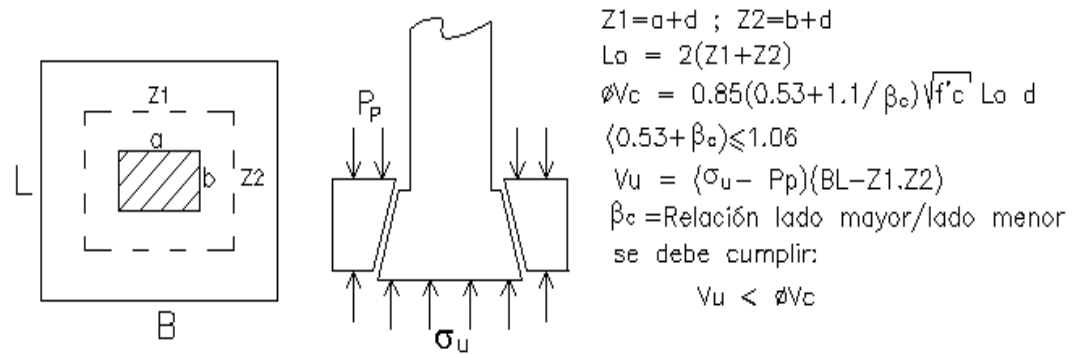 Z1
a
b
Z2
L
B
Pp
σu
Z1=a+d ; Z2=b+d
Lo = 2(Z1+Z2)
øVc = 0.85(0.53+1.1/βc)√f'c Lo d
(0.53+βc)⩽1.06
Vu = (σu- Pp)(BL-Z1.Z2)
βc=Relación lado mayor/lado menor
se debe cumplir:
Vu < øVc